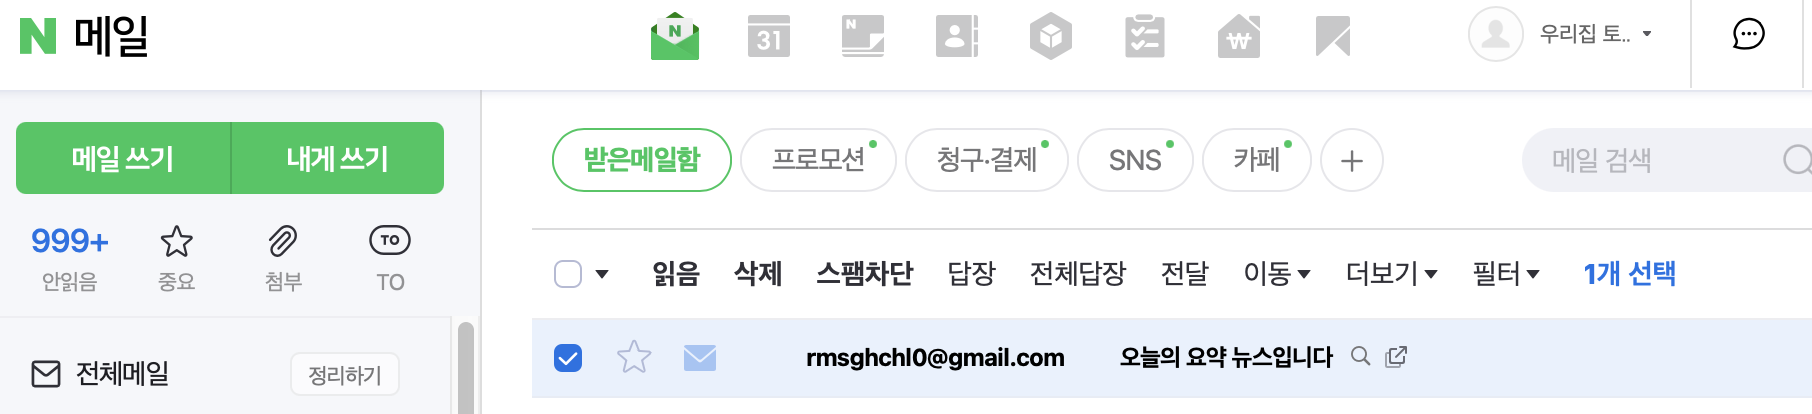 N 메일
N
31
N
₩
우리집 토..
메일 쓰기
내게 쓰기
999+
안읽음
중요
첨부
TO
TO
전체메일
정리하기
받은메일함
프로모션
청구·결제
SNS
카페
메일 검색
읽음 삭제 스팸차단 답장 전체답장 전달 이동 더보기 필터 1개 선택
rmsghchl0@gmail.com 오늘의 요약 뉴스입니다